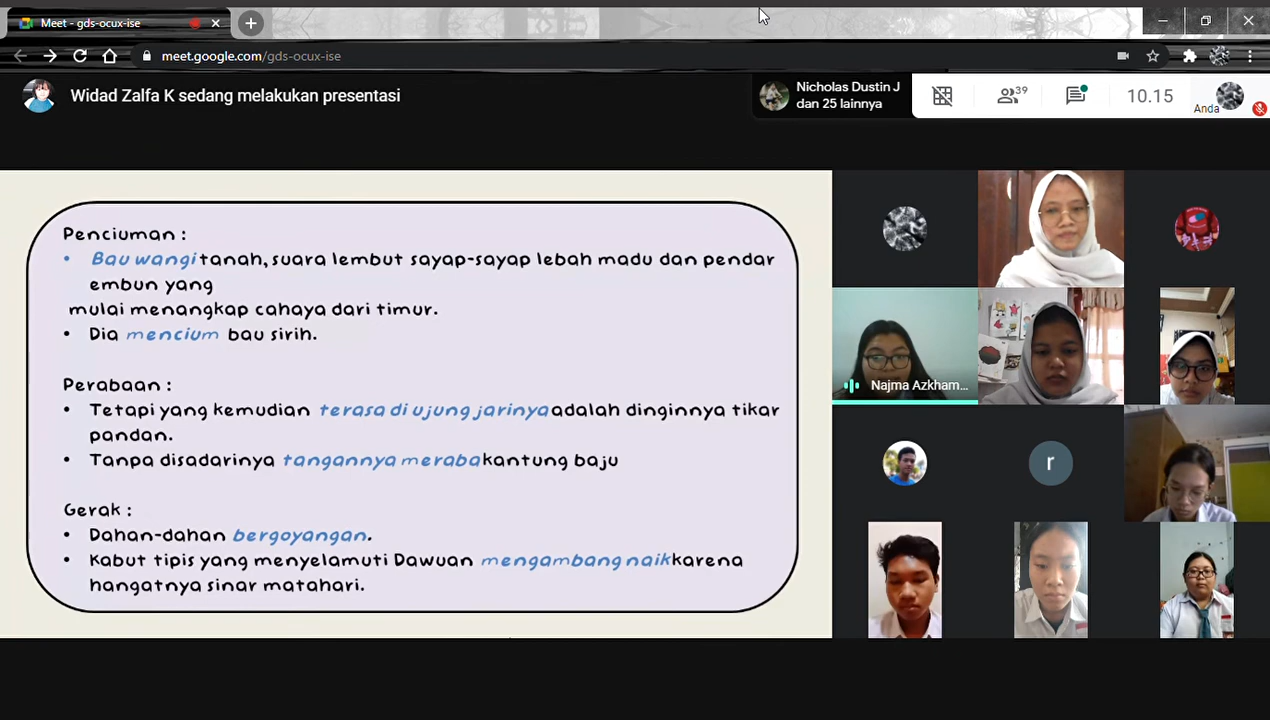 Meet - gds-ocux-ise
meet.google.com/gds-ocux-ise
Widad Zalfa K sedang melakukan presentasi
Nicholas Dustin J
dan 25 lainnya
39
10.15
Anda
Penciuman :
• Bau wangi tanah, suara lembut sayap-sayap lebah madu dan pendar
embun yang
mulai menangkap cahaya dari timur.
• Dia mencium bau sirih.
Perabaan :
• Tetapi yang kemudian terasa di ujung jarinya adalah dinginnya tikar
pandan.
• Tanpa disadarinya tangannya meraba kantung baju
Gerak :
• Dahan-dahan bergoyangan.
• Kabut tipis yang menyelamuti Dawuan mengambang naik karena
hangatnya sinar matahari.
Najma Azkham...
r